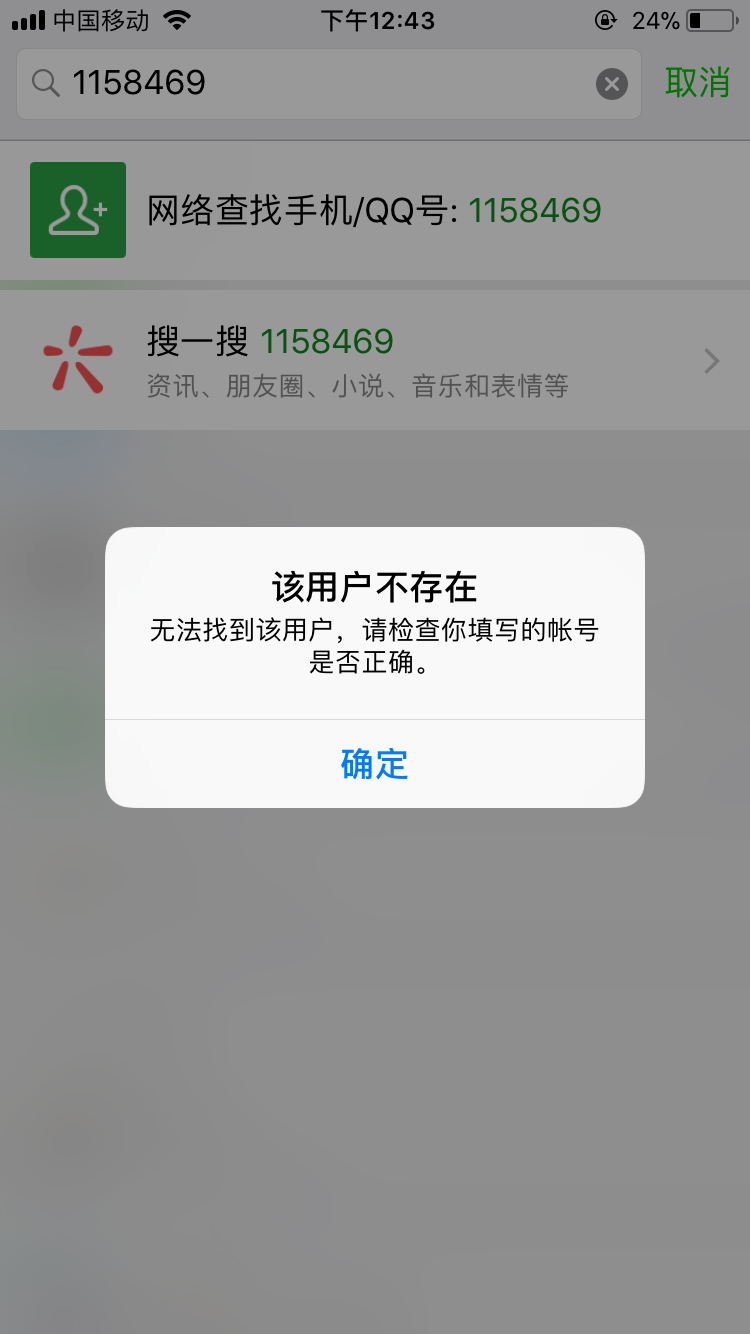 中国移动 下午12:43 24%
1158469 取消
网络查找手机/QQ号: 1158469
搜一搜 1158469
资讯、朋友圈、小说、音乐和表情等
该用户不存在
无法找到该用户，请检查你填写的帐号
是否正确。
确定